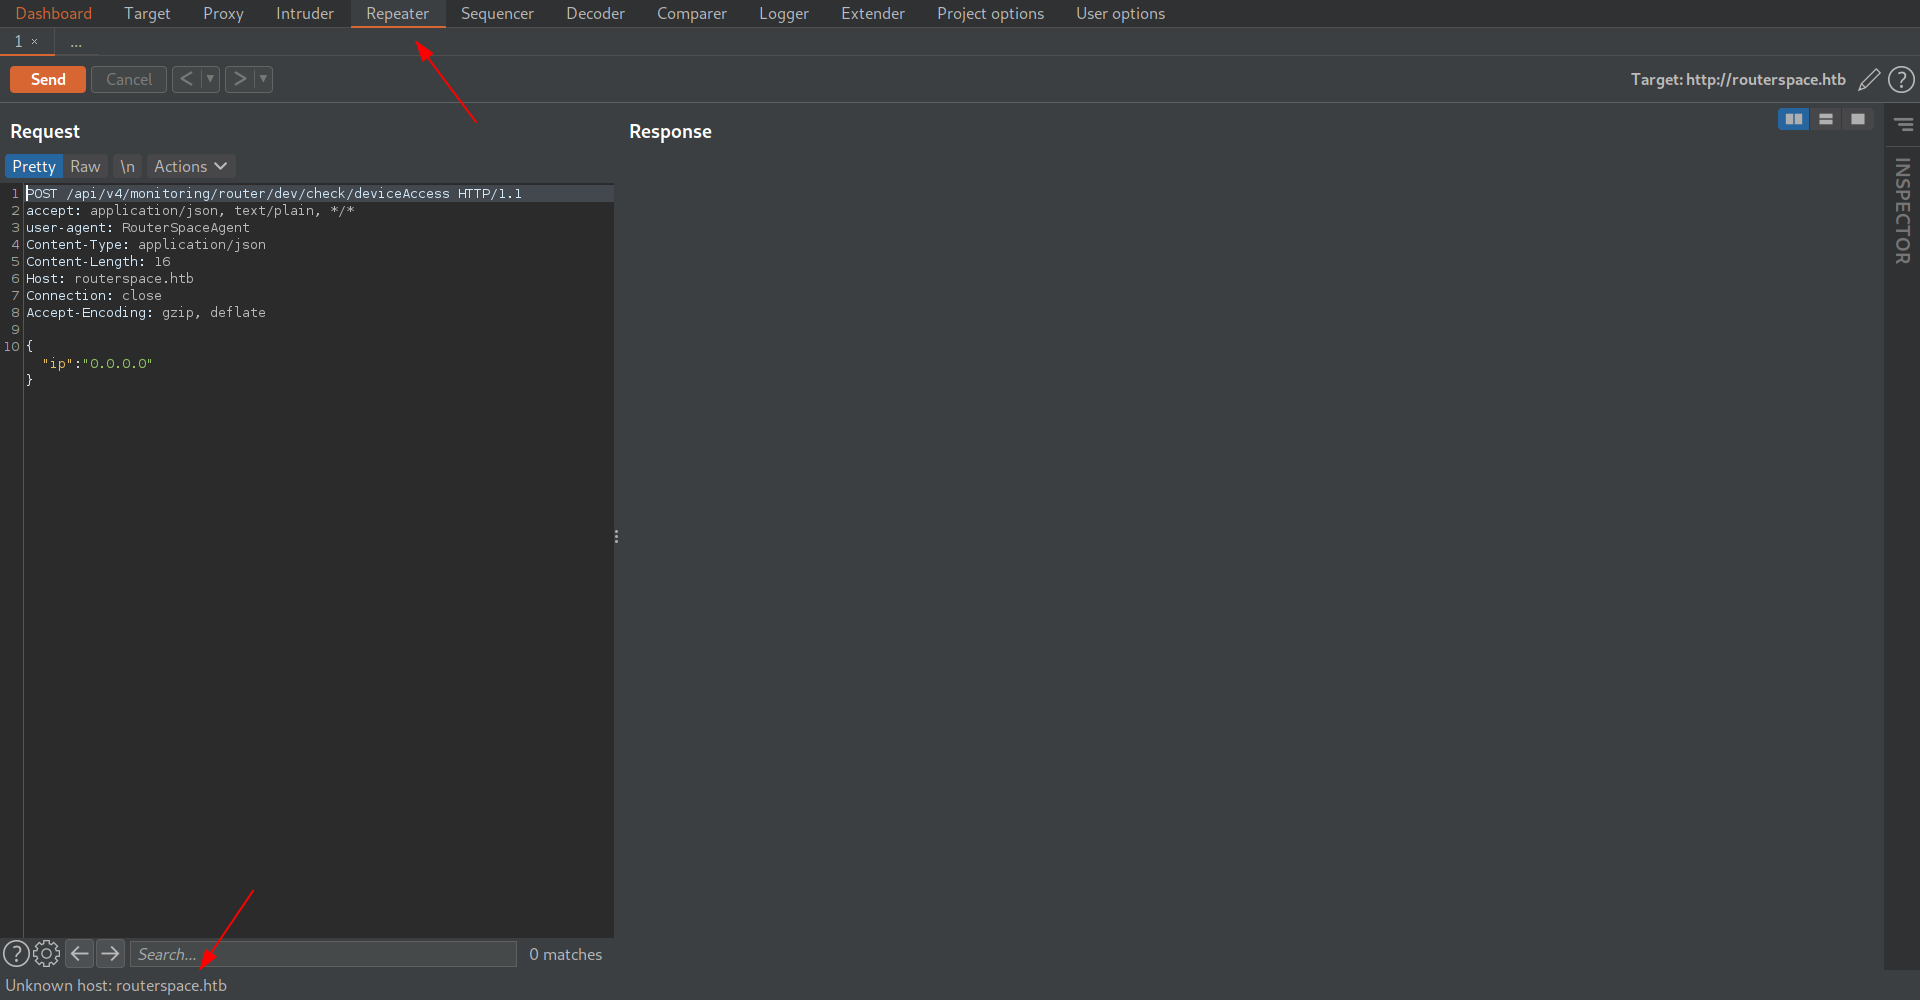 Dashboard Target Proxy Intruder Repeater Sequencer Decoder Comparer Logger Extender Project options User options
1 × ...
Send Cancel < > Target: http://routerspace.htb ?
Request
Response
Pretty Raw \n Actions
1 POST /api/v4/monitoring/router/dev/check/deviceAccess HTTP/1.1
2 accept: application/json, text/plain, */*
3 user-agent: RouterSpaceAgent
4 Content-Type: application/json
5 Content-Length: 16
6 Host: routerspace.htb
7 Connection: close
8 Accept-Encoding: gzip, deflate
9
10 {
"ip":"0.0.0.0"
}
INSPECTOR
? Search... 0 matches
Unknown host: routerspace.htb